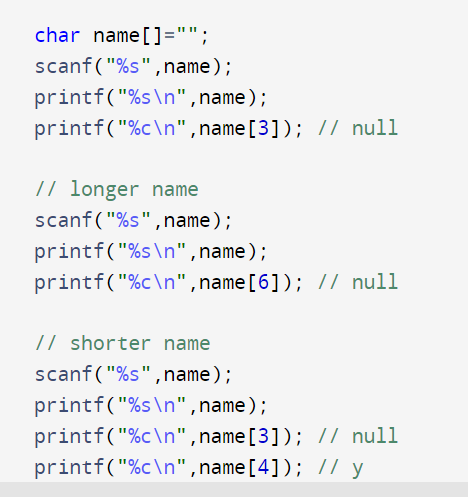 char name[]="";
scanf("%s",name);
printf("%s\n",name);
printf("%c\n",name[3]); // null
// longer name
scanf("%s",name);
printf("%s\n",name);
printf("%c\n",name[6]); // null
// shorter name
scanf("%s",name);
printf("%s\n",name);
printf("%c\n",name[3]); // null
printf("%c\n",name[4]); // y